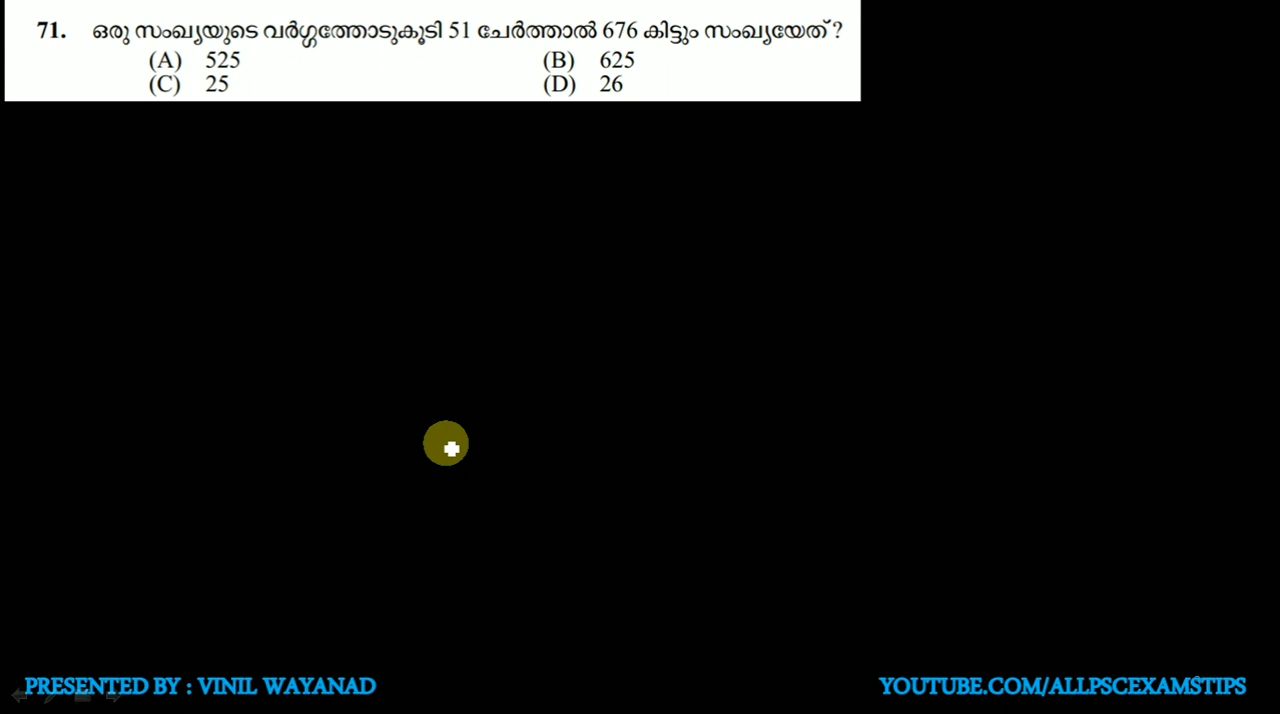 71. ഒരു സംഖ്യയുടെ വർഗ്ഗത്തോടുകൂടി 51 ചേർത്താൽ 676 കിട്ടും സംഖ്യയേത് ?
(A) 525 (B) 625
(C) 25 (D) 26
PRESENTED BY : VINIL WAYANAD YOUTUBE.COM/ALLPSCEXAMSTIPS